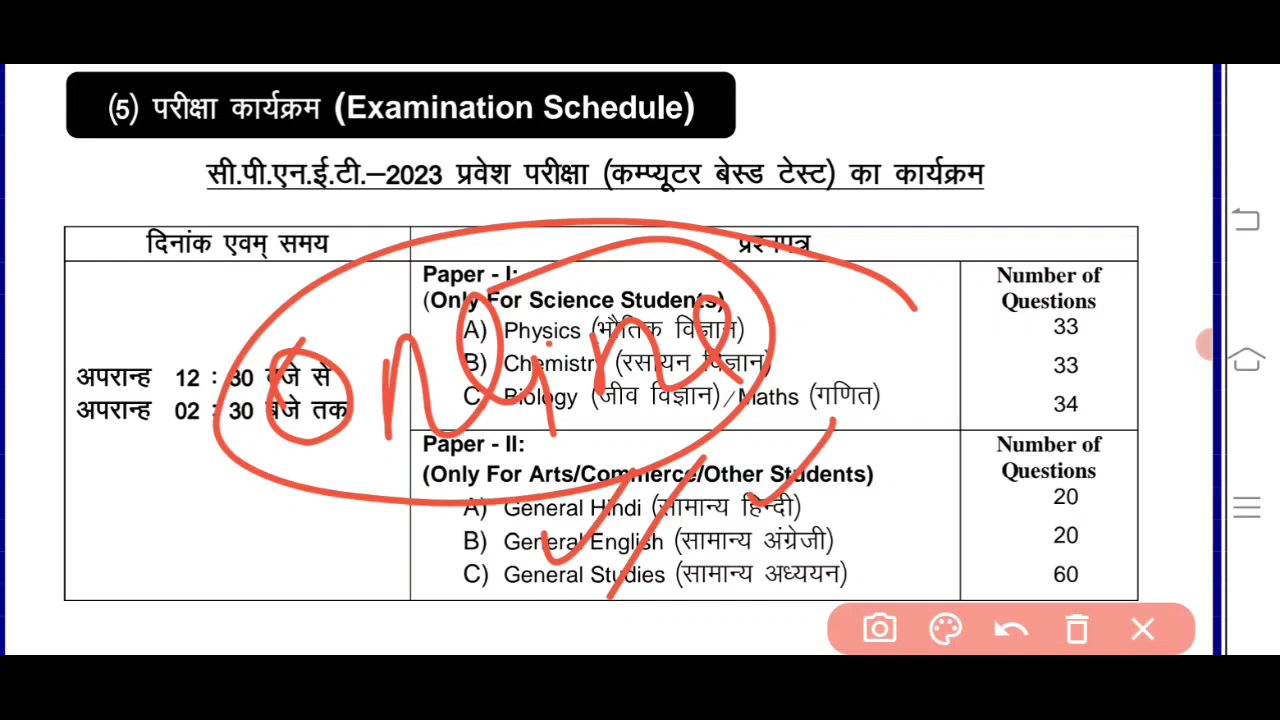 (5) परीक्षा कार्यक्रम (Examination Schedule)
सी.पी.एन.ई.टी.–2023 प्रवेश परीक्षा (कम्प्यूटर बेस्ड टेस्ट) का कार्यक्रम
दिनांक एवम् समय प्रश्नपत्र
Paper - I: Number of
(Only For Science Students) Questions
A) Physics (भौतिक विज्ञान) 33
B) Chemistry (रसायन विज्ञान) 33
अपरान्ह 12 : 30 बजे से
C) Biology (जीव विज्ञान) / Maths (गणित) 34
अपरान्ह 02 : 30 बजे तक
online
Paper - II: Number of
(Only For Arts/Commerce/Other Students) Questions
A) General Hindi (सामान्य हिन्दी) 20
B) General English (सामान्य अंग्रेजी) 20
C) General Studies (सामान्य अध्ययन) 60